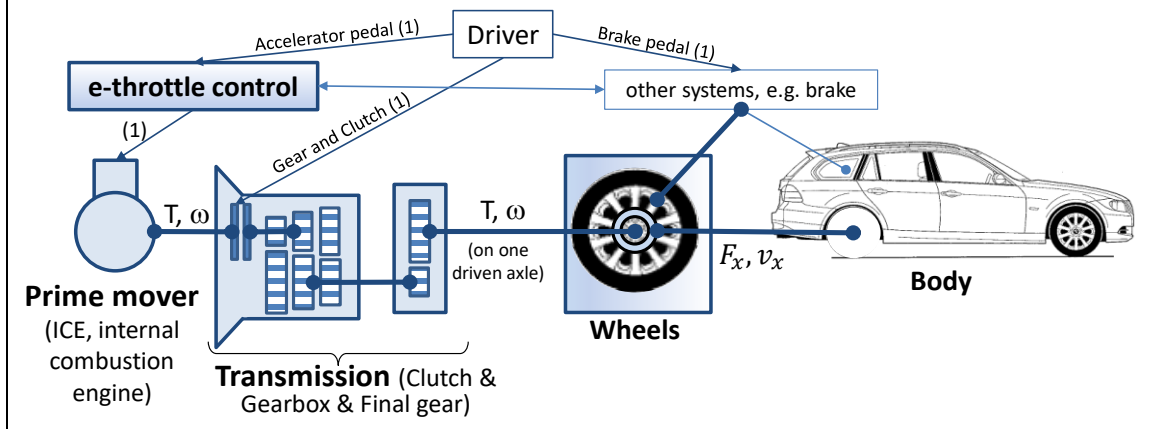 Driver
Accelerator pedal (1)
Brake pedal (1)
e-throttle control
other systems, e.g. brake
(1)
Gear and Clutch (1)
T, ω
T, ω
(on one
driven axle)
Fₓ, vₓ
Prime mover
(ICE, internal
combustion
engine)
Transmission (Clutch &
Gearbox & Final gear)
Wheels
Body